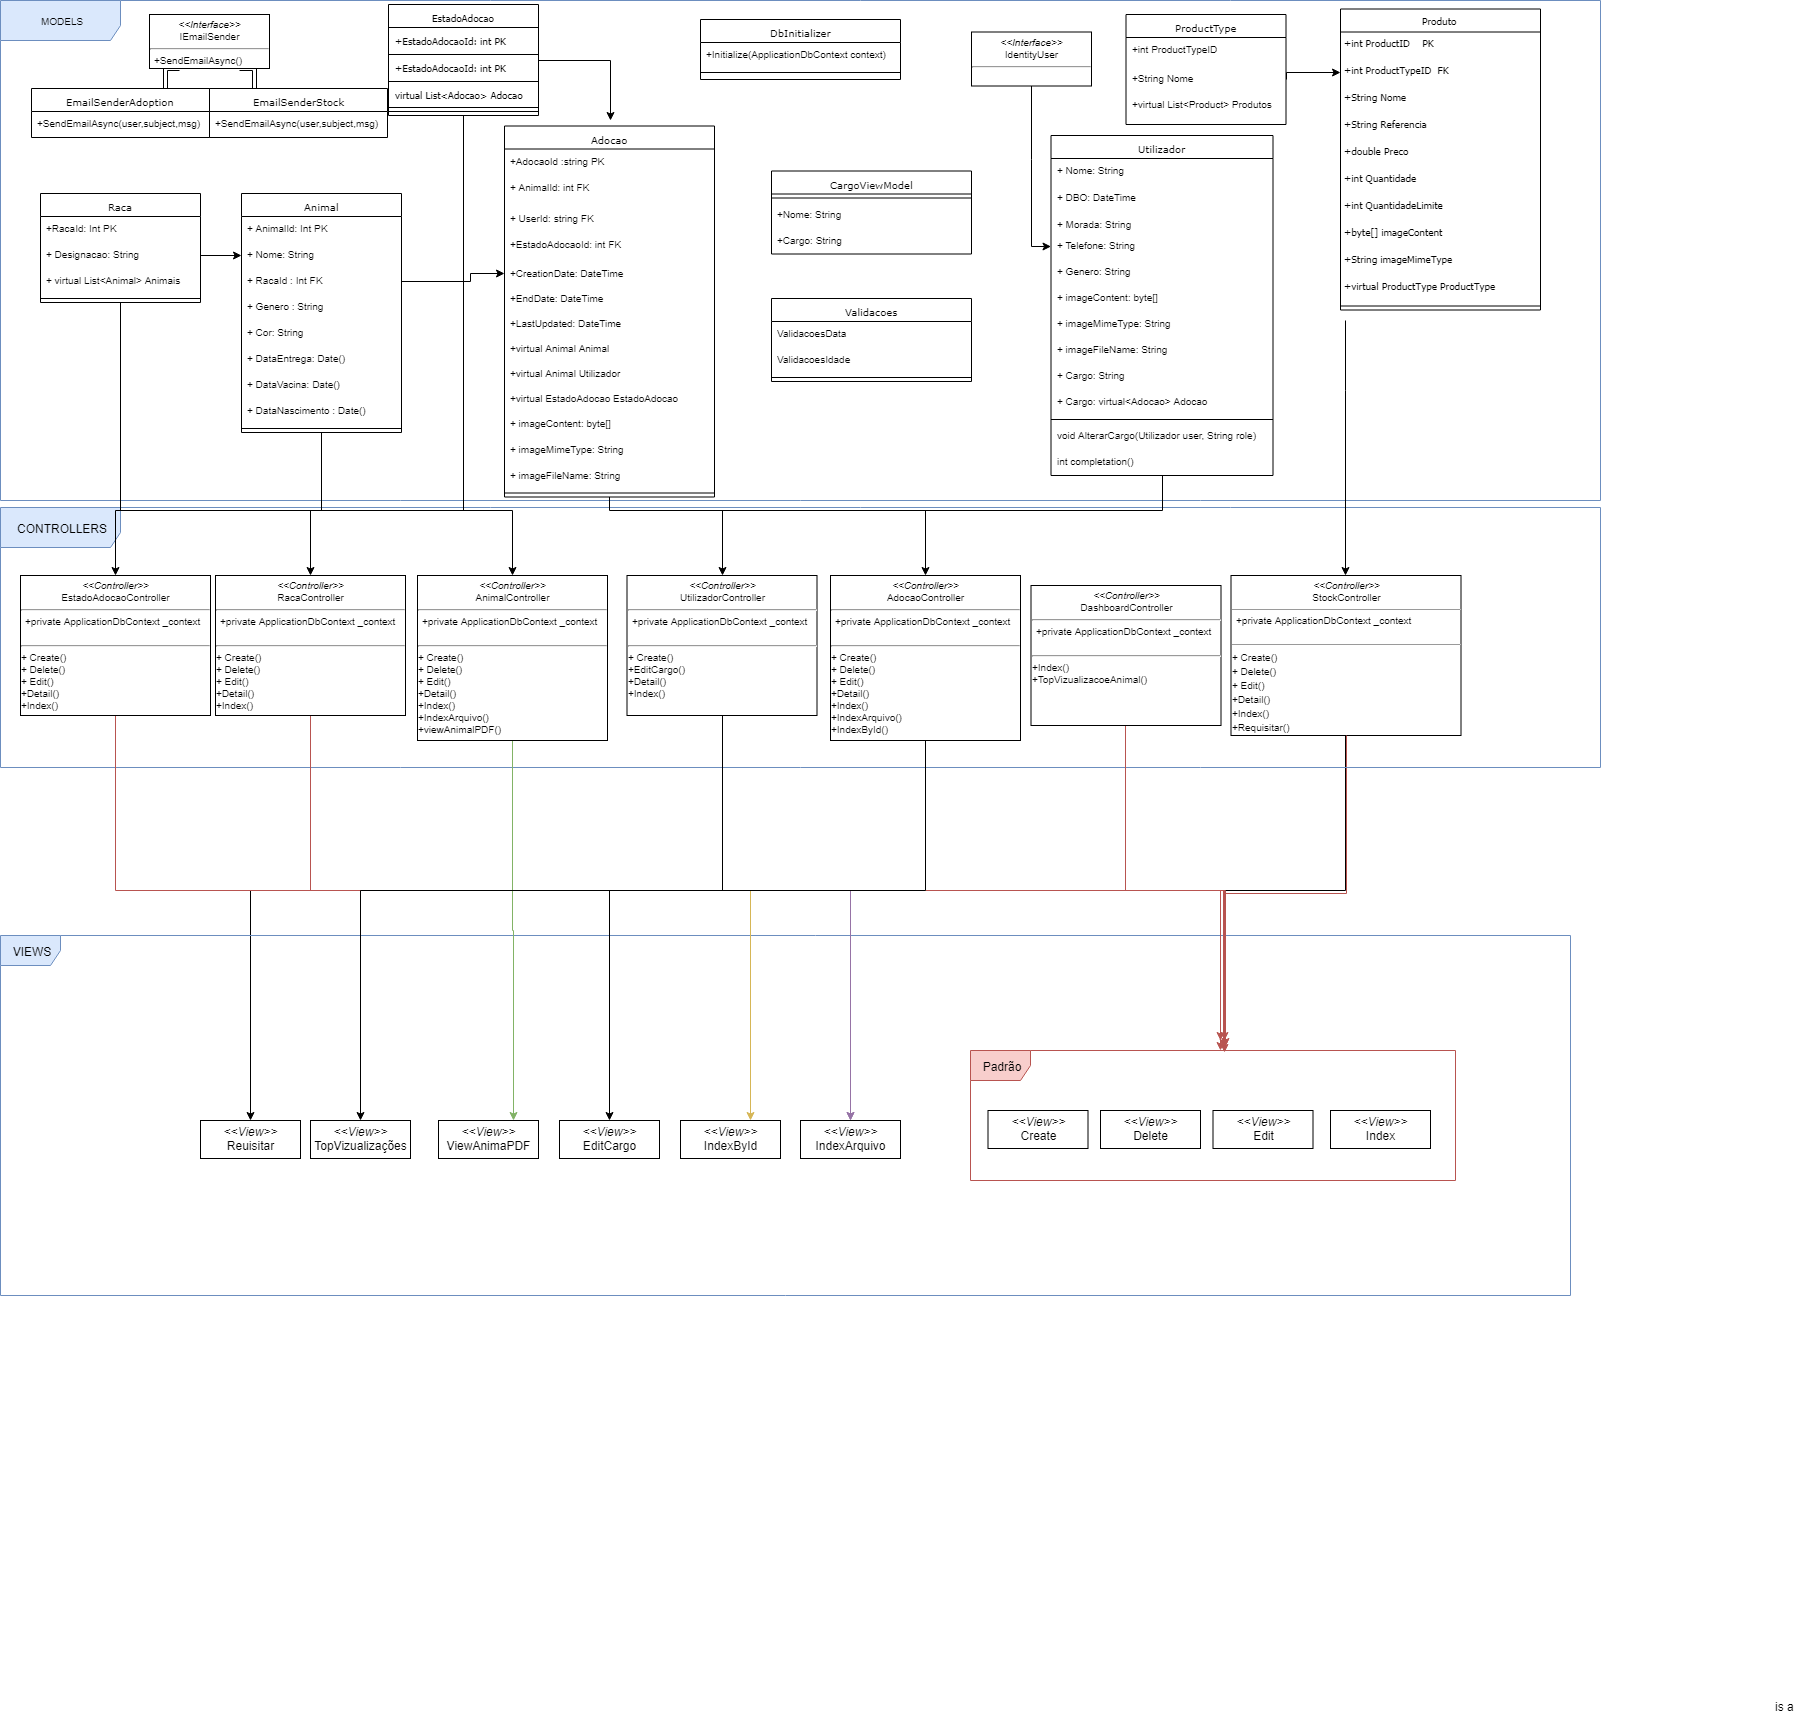 MODELS
<<Interface>>
IEmailSender
+SendEmailAsync()
EmailSenderAdoption
+SendEmailAsync(user,subject,msg)
EmailSenderStock
+SendEmailAsync(user,subject,msg)
EstadoAdocao
+EstadoAdocaoId: int PK
+EstadoAdocaoId: int PK
virtual List<Adocao> Adocao
DbInitializer
+Initialize(ApplicationDbContext context)
<<Interface>>
IdentityUser
ProductType
+int ProductTypeID
+String Nome
+virtual List<Product> Produtos
Produto
+int ProductID PK
+int ProductTypeID FK
+String Nome
+String Referencia
+double Preco
+int Quantidade
+int QuantidadeLimite
+byte[] imageContent
+String imageMimeType
+virtual ProductType ProductType
Raca
+RacaId: Int PK
+ Designacao: String
+ virtual List<Animal> Animais
Animal
+ AnimalId: Int PK
+ Nome: String
+ RacaId : Int FK
+ Genero : String
+ Cor: String
+ DataEntrega: Date()
+ DataVacina: Date()
+ DataNascimento : Date()
Adocao
+AdocaoId :string PK
+ AnimalId: int FK
+ UserId: string FK
+EstadoAdocaoId: int FK
+CreationDate: DateTime
+EndDate: DateTime
+LastUpdated: DateTime
+virtual Animal Animal
+virtual Animal Utilizador
+virtual EstadoAdocao EstadoAdocao
+ imageContent: byte[]
+ imageMimeType: String
+ imageFileName: String
CargoViewModel
+Nome: String
+Cargo: String
Validacoes
ValidacoesData
ValidacoesIdade
Utilizador
+ Nome: String
+ DBO: DateTime
+ Morada: String
+ Telefone: String
+ Genero: String
+ imageContent: byte[]
+ imageMimeType: String
+ imageFileName: String
+ Cargo: String
+ Cargo: virtual<Adocao> Adocao
void AlterarCargo(Utilizador user, String role)
int completation()
CONTROLLERS
<<Controller>>
EstadoAdocaoController
+private ApplicationDbContext _context
+ Create()
+ Delete()
+ Edit()
+Detail()
+Index()
<<Controller>>
RacaController
+private ApplicationDbContext _context
+ Create()
+ Delete()
+ Edit()
+Detail()
+Index()
<<Controller>>
AnimalController
+private ApplicationDbContext _context
+ Create()
+ Delete()
+ Edit()
+Detail()
+Index()
+IndexArquivo()
+viewAnimalPDF()
<<Controller>>
UtilizadorController
+private ApplicationDbContext _context
+ Create()
+EditCargo()
+Detail()
+Index()
<<Controller>>
AdocaoController
+private ApplicationDbContext _context
+ Create()
+ Delete()
+ Edit()
+Detail()
+Index()
+IndexArquivo()
+IndexById()
<<Controller>>
DashboardController
+private ApplicationDbContext _context
+Index()
+TopVizualizacoeAnimal()
<<Controller>>
StockController
+private ApplicationDbContext _context
+ Create()
+ Delete()
+ Edit()
+Detail()
+Index()
+Requisitar()
VIEWS
<<View>>
Reuisitar
<<View>>
TopVizualizações
<<View>>
ViewAnimaPDF
<<View>>
EditCargo
<<View>>
IndexById
<<View>>
IndexArquivo
Padrão
<<View>>
Create
<<View>>
Delete
<<View>>
Edit
<<View>>
Index
is a